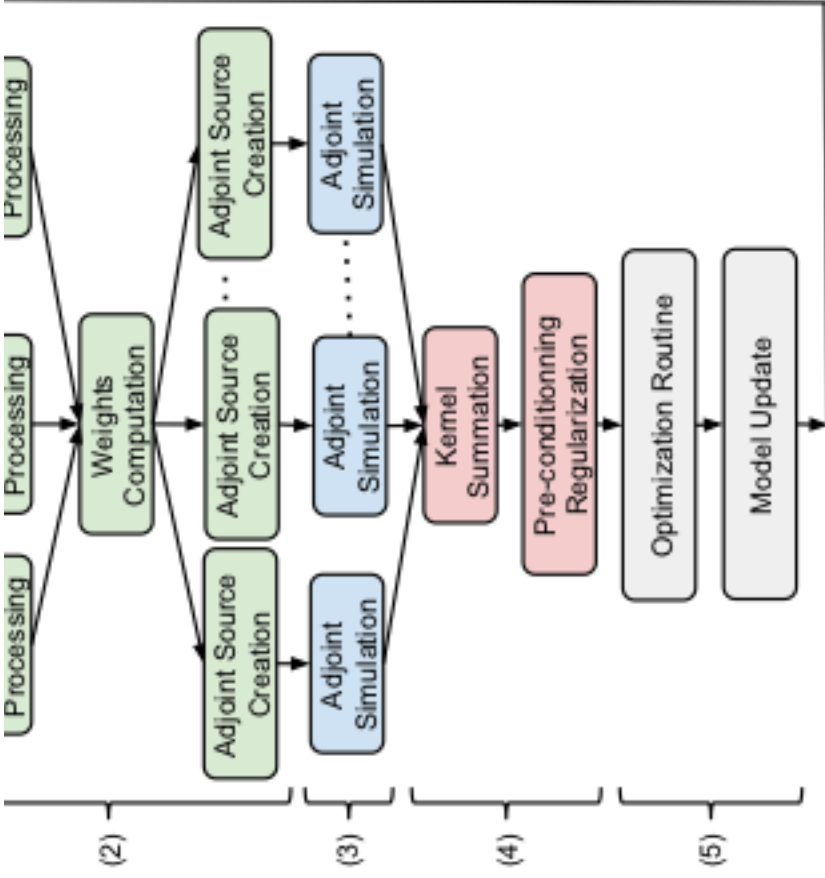 Processing
Processing
Processing
Weights
Computation
Adjoint Source
Creation
Adjoint Source
Creation
. .
Adjoint Source
Creation
Adjoint
Simulation
Adjoint
Simulation
. . . . . .
Adjoint
Simulation
Kernel
Summation
Pre-conditionning
Regularization
Optimization Routine
Model Update
(2)
(3)
(4)
(5)